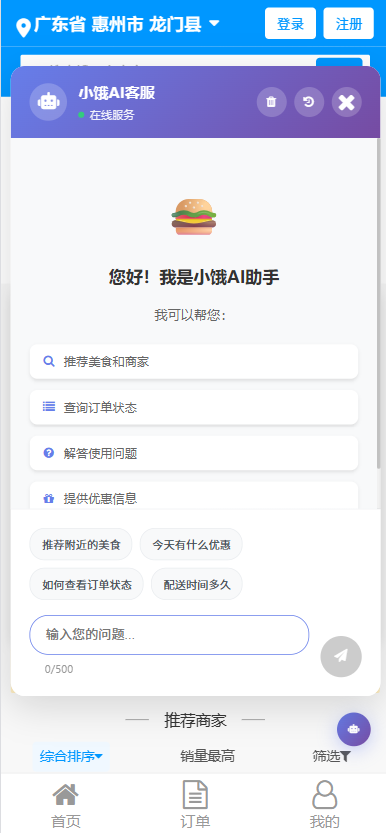 广东省 惠州市 龙门县
登录
注册
小饿AI客服
在线服务
您好！我是小饿AI助手
我可以帮您：
推荐美食和商家
查询订单状态
解答使用问题
提供优惠信息
推荐附近的美食
今天有什么优惠
如何查看订单状态
配送时间多久
输入您的问题...
0/500
推荐商家
综合排序
销量最高
筛选
首页
订单
我的